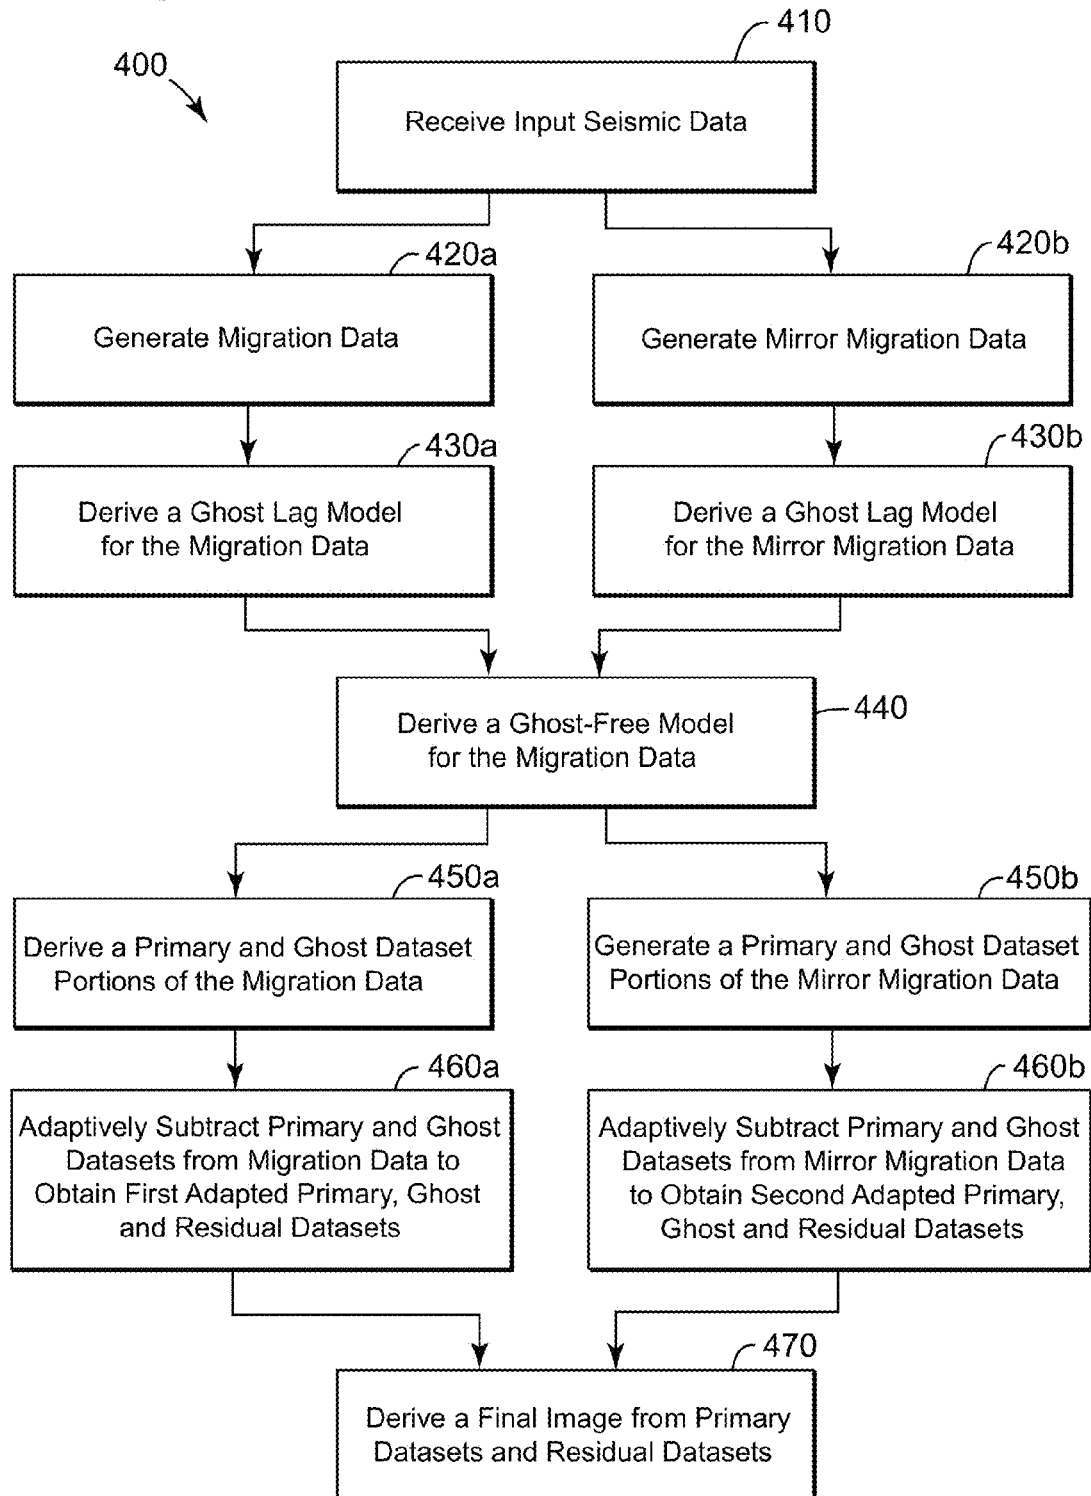 410
400
Receive Input Seismic Data
420a
420b
Generate Migration Data
Generate Mirror Migration Data
430a
430b
Derive a Ghost Lag Model
for the Migration Data
Derive a Ghost Lag Model
for the Mirror Migration Data
Derive a Ghost-Free Model
for the Migration Data
440
450a
450b
Derive a Primary and Ghost Dataset
Portions of the Migration Data
Generate a Primary and Ghost Dataset
Portions of the Mirror Migration Data
460a
460b
Adaptively Subtract Primary and Ghost
Datasets from Migration Data to
Obtain First Adapted Primary, Ghost
and Residual Datasets
Adaptively Subtract Primary and Ghost
Datasets from Mirror Migration Data
to Obtain Second Adapted Primary,
Ghost and Residual Datasets
470
Derive a Final Image from Primary
Datasets and Residual Datasets